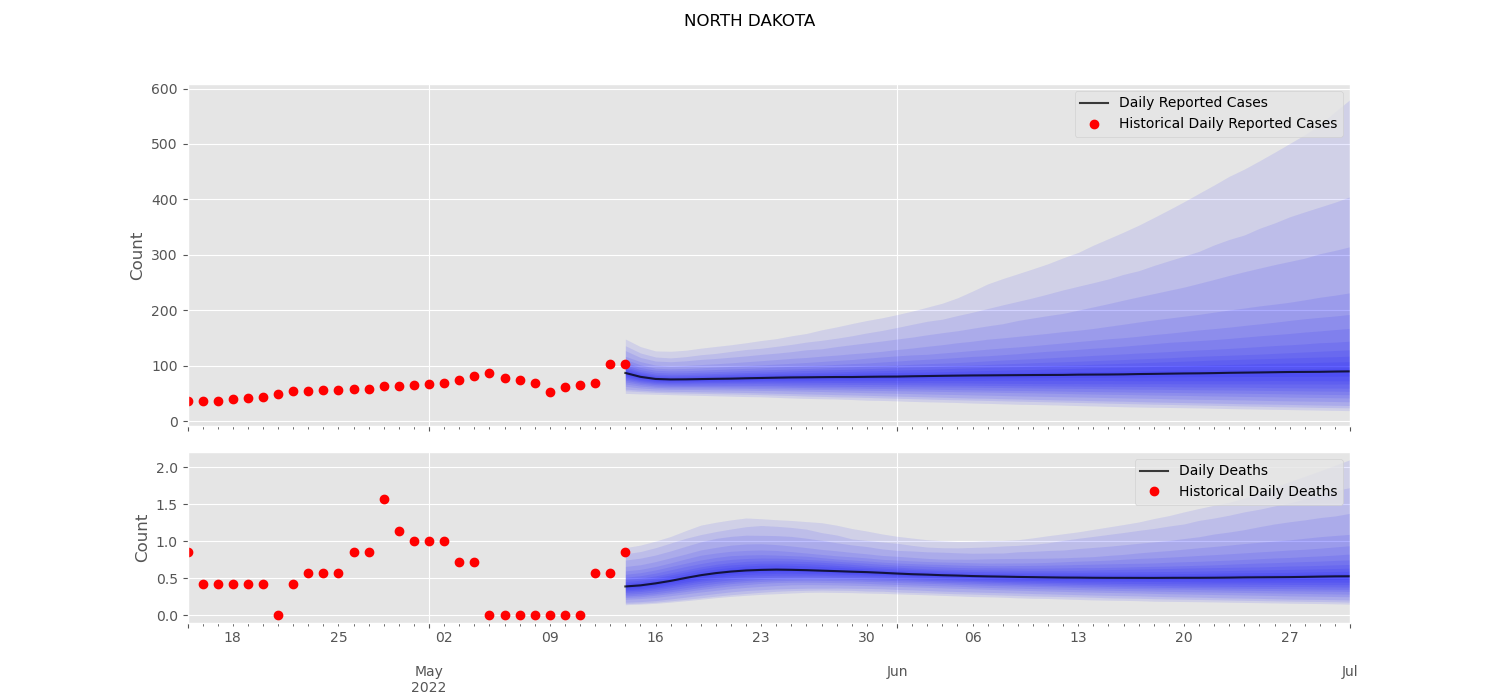 NORTH DAKOTA
600
500
400
300
200
100
0
Count
Daily Reported Cases
Historical Daily Reported Cases
2.0
1.5
1.0
0.5
0.0
Count
Daily Deaths
Historical Daily Deaths
18 25 02 09 16 23 30 06 13 20 27
May Jun Jul
2022